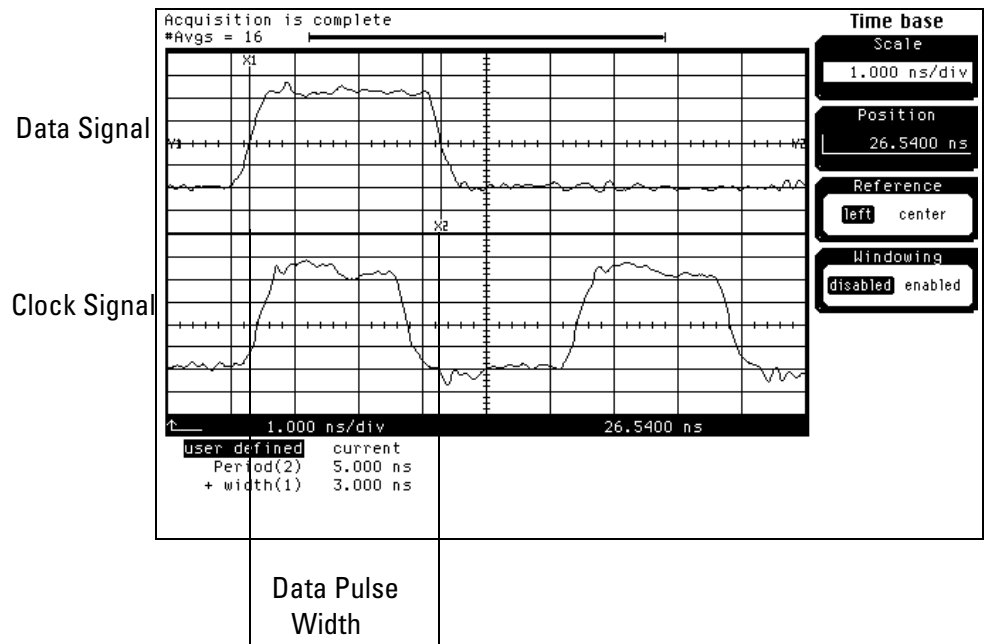 Acquisition is complete
#Avgs = 16
X1
Data Signal
Y1
Y2
X2
Clock Signal
1.000 ns/div 26.5400 ns
user defined current
Period(2) 5.000 ns
+ width(1) 3.000 ns
Data Pulse
Width
Time base
Scale
1.000 ns/div
Position
26.5400 ns
Reference
left center
Windowing
disabled enabled